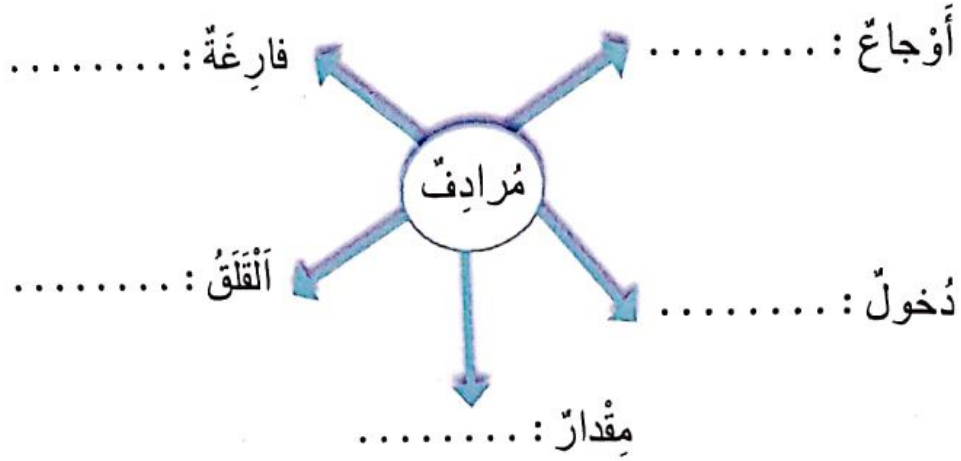 أَوْجاعٌ : ........
فارِغَةٌ : ........
مُرادِفٌ
دُخولٌ : ........
اَلْقَلَقُ : ........
مِقْدارٌ : ........